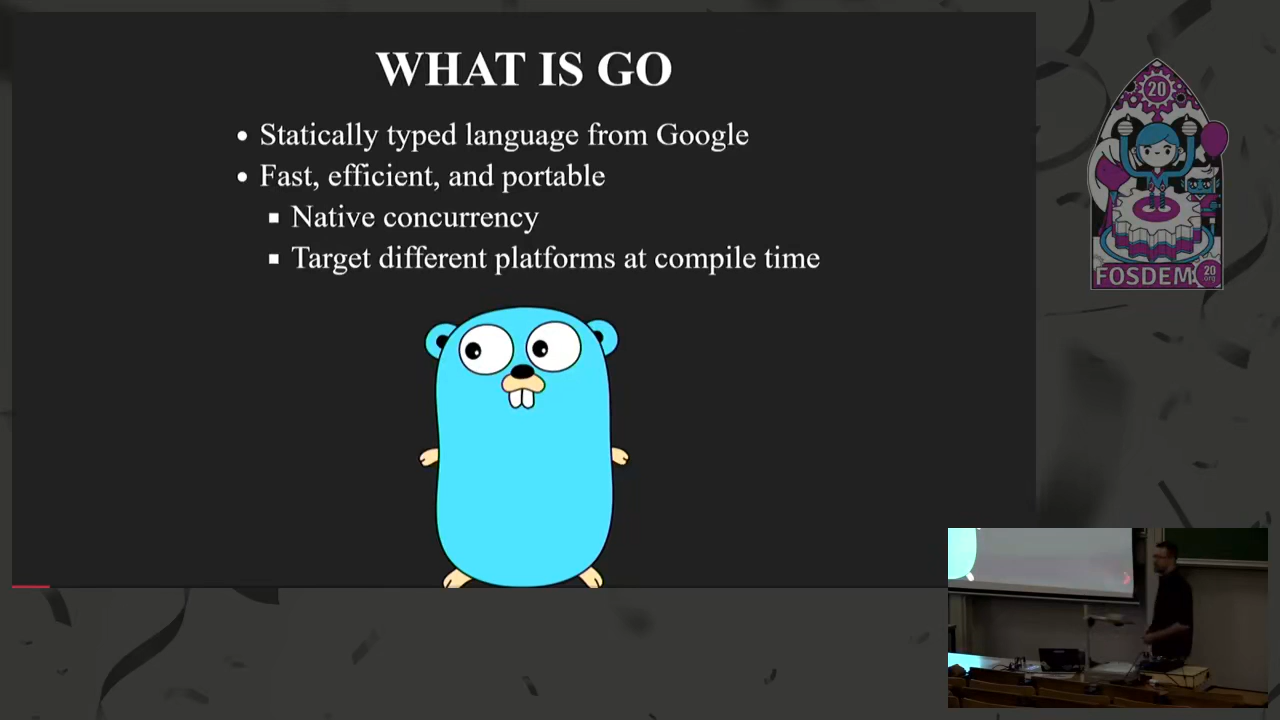 WHAT IS GO
Statically typed language from Google
Fast, efficient, and portable
Native concurrency
Target different platforms at compile time
20
FOSDEM
20
org